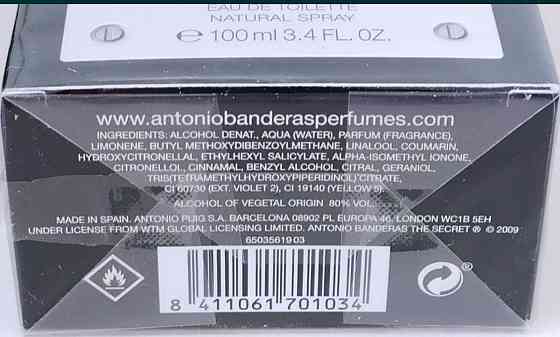 EAU DE TOILETTE
NATURAL SPRAY
℮ 100 ml 3.4 FL. OZ.
www.antoniobanderasperfumes.com
INGREDIENTS: ALCOHOL DENAT., AQUA (WATER), PARFUM (FRAGRANCE),
LIMONENE, BUTYL METHOXYDIBENZOYLMETHANE, LINALOOL, COUMARIN,
HYDROXYCITRONELLAL, ETHYLHEXYL SALICYLATE, ALPHA-ISOMETHYL IONONE,
CITRONELLOL, CINNAMAL, BENZYL ALCOHOL, CITRAL, GERANIOL,
TRIS(TETRAMETHYLHYDROXYPIPERIDINOL) CITRATE,
CI 60730 (EXT. VIOLET 2), CI 19140 (YELLOW 5).
ALCOHOL OF VEGETAL ORIGIN 80% VOL.
MADE IN SPAIN. ANTONIO PUIG S.A. BARCELONA 08902 PL EUROPA 46. LONDON WC1B 5EH
UNDER LICENSE FROM WTM GLOBAL LICENSING LIMITED. ANTONIO BANDERAS THE SECRET ® © 2009
6503561903
8 411061 701034
®